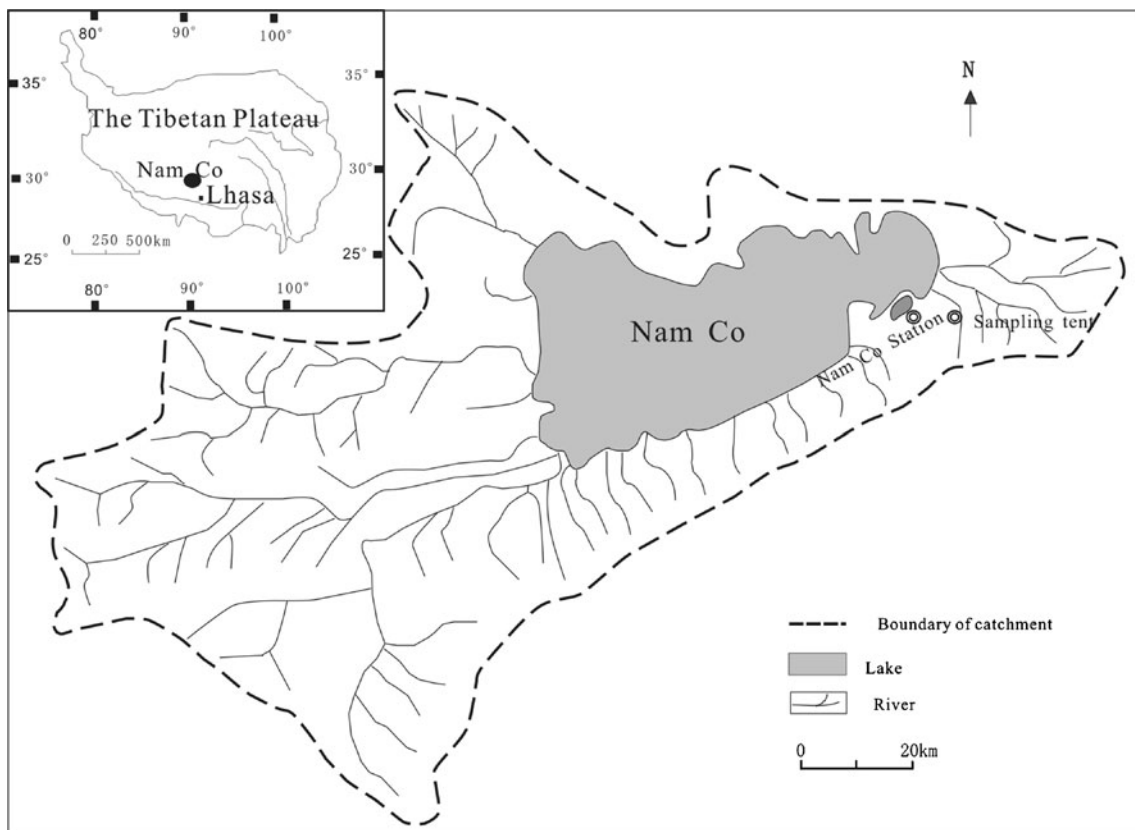 80° 90° 100°
35° 35°
The Tibetan Plateau
Nam Co
30° 30°
Lhasa
0 250 500km
25° 25°
80° 90° 100°
N
Nam Co
Nam Co Station
Sampling tent
Boundary of catchment
Lake
River
0 20km